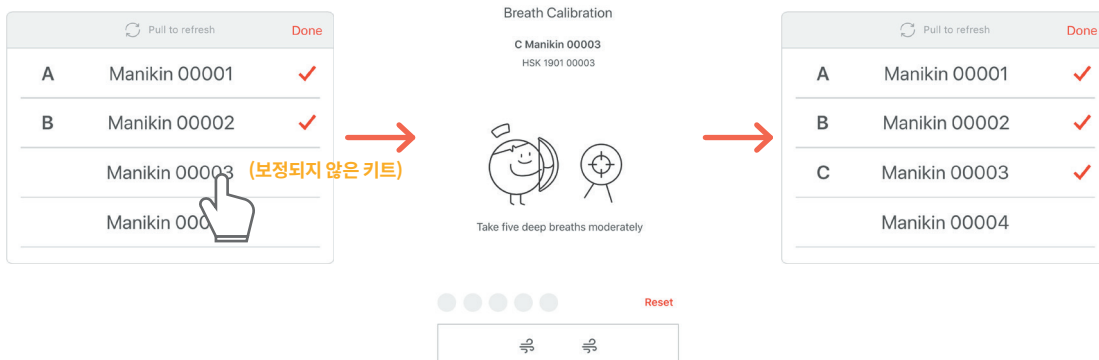 Pull to refresh Done
A Manikin 00001
B Manikin 00002
Manikin 00003 (보정되지 않은 키트)
Manikin
Breath Calibration
C Manikin 00003
HSK 1901 00003
Take five deep breaths moderately
Reset
Pull to refresh Done
A Manikin 00001
B Manikin 00002
C Manikin 00003
Manikin 00004